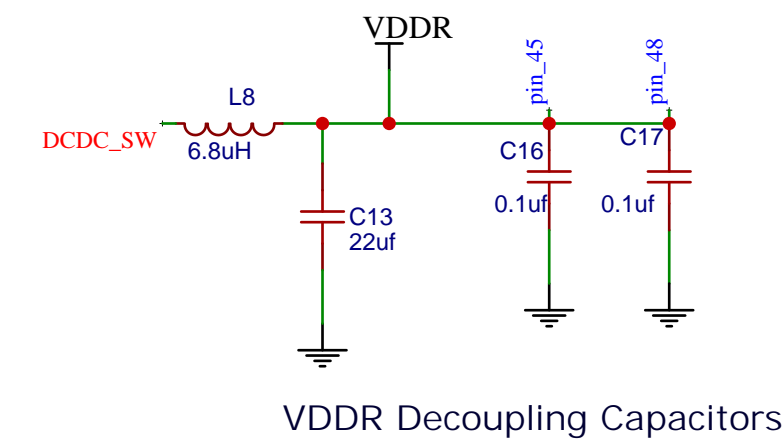 VDDR
pin_45
pin_48
L8
DCDC_SW
6.8uH
C16
C17
0.1uf
0.1uf
C13
22uf
VDDR Decoupling Capacitors